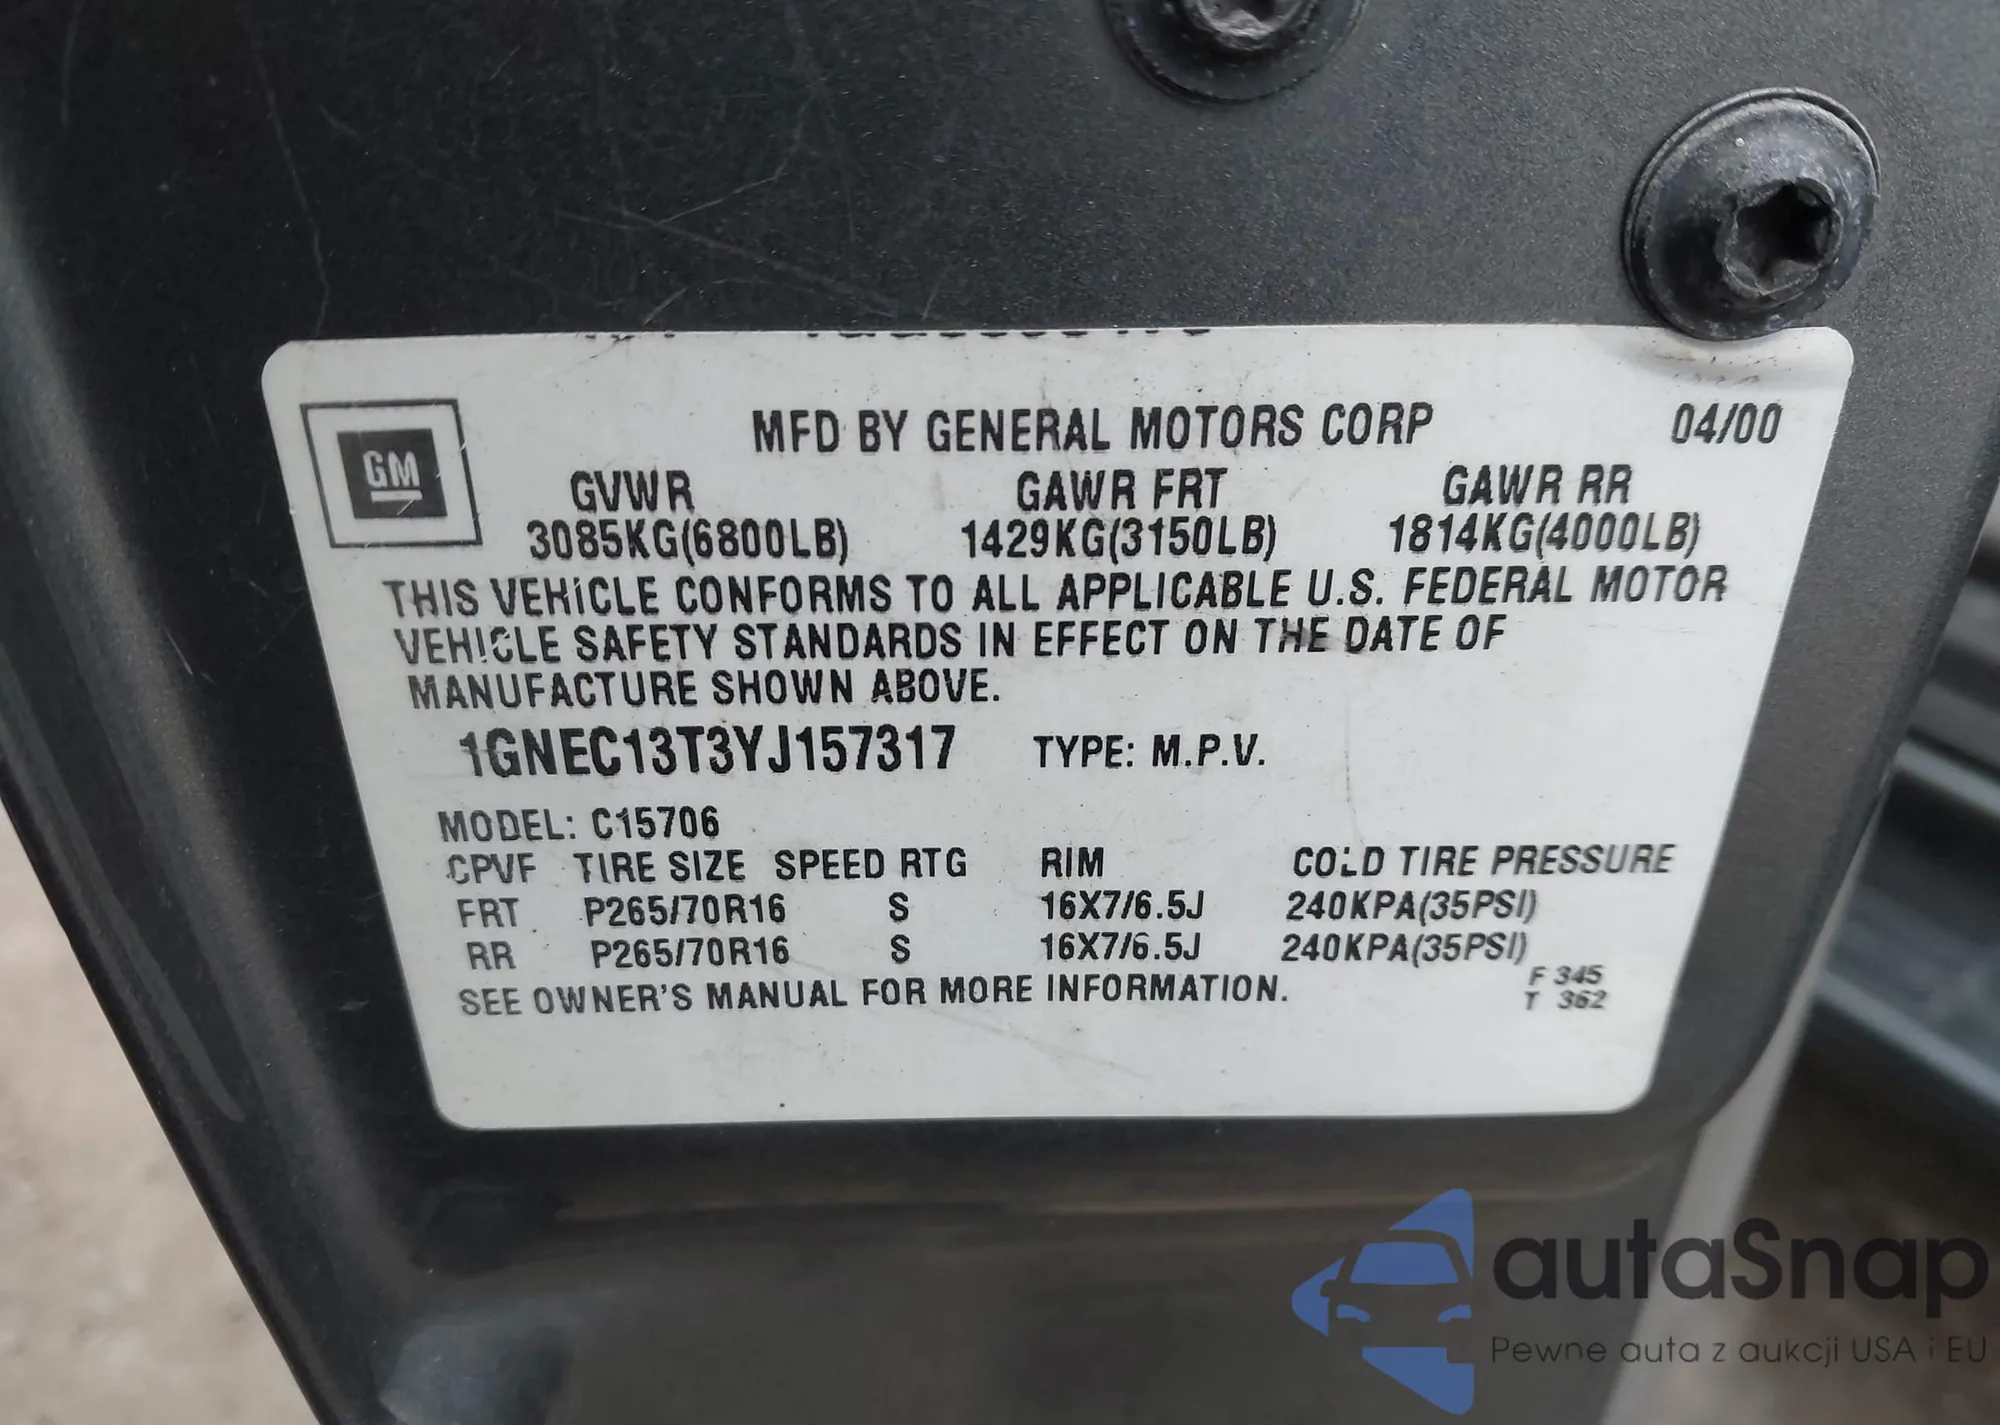 MFD BY GENERAL MOTORS CORP 04/00
GM
GVWR GAWR FRT GAWR RR
3085KG(6800LB) 1429KG(3150LB) 1814KG(4000LB)
THIS VEHICLE CONFORMS TO ALL APPLICABLE U.S. FEDERAL MOTOR
VEHICLE SAFETY STANDARDS IN EFFECT ON THE DATE OF
MANUFACTURE SHOWN ABOVE.
1GNEC13T3YJ157317 TYPE: M.P.V.
MODEL: C15706
CPVF TIRE SIZE SPEED RTG RIM COLD TIRE PRESSURE
FRT P265/70R16 S 16X7/6.5J 240KPA(35PSI)
RR P265/70R16 S 16X7/6.5J 240KPA(35PSI)
SEE OWNER'S MANUAL FOR MORE INFORMATION.
F 345
T 362
autaSnap
Pewne auta z aukcji USA i EU